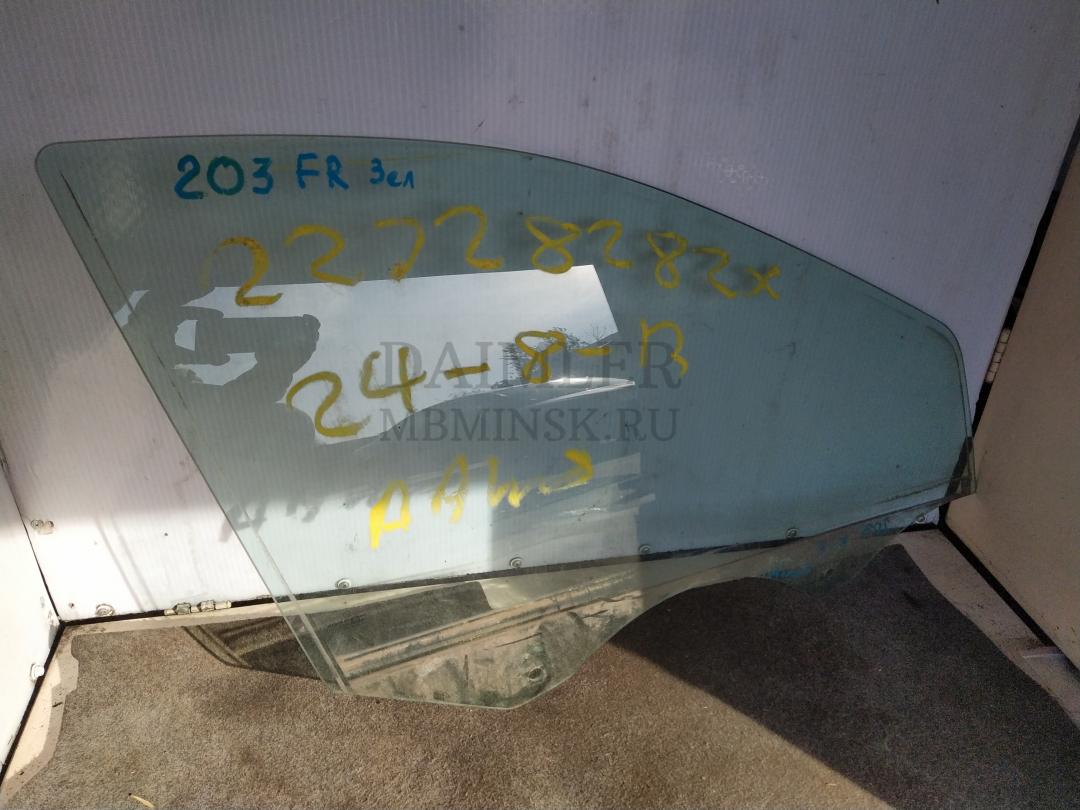 203 FR Зел
22728282x
24-8-B
DAIMLER
MBMINSK.RU